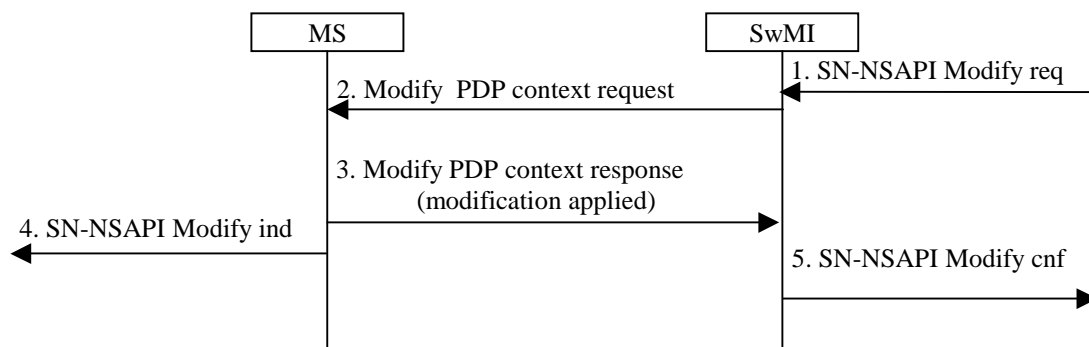 MS
SwMI
1. SN-NSAPI Modify req
2. Modify PDP context request
3. Modify PDP context response
(modification applied)
4. SN-NSAPI Modify ind
5. SN-NSAPI Modify cnf